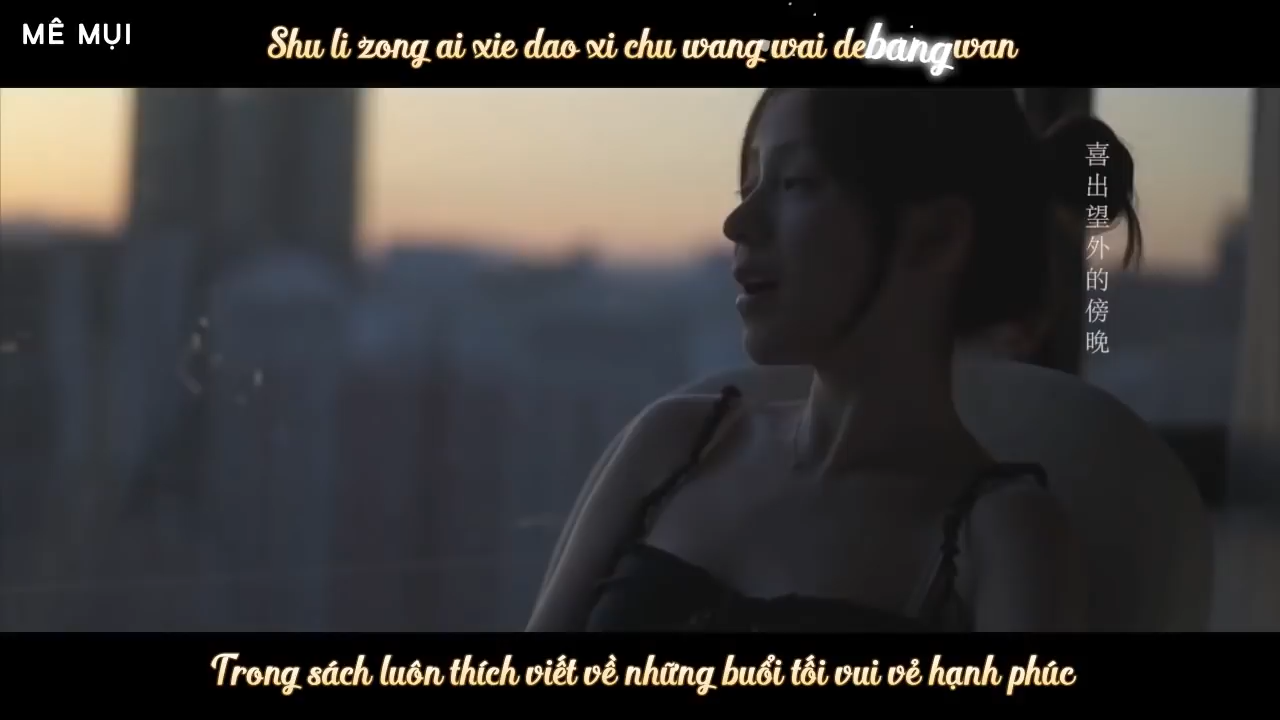 MÊ MỤI
Shu li zong ai xie dao xi chu wang wai de bang wan
喜出望外的傍晚
Trong sách luôn thích viết về những buổi tối vui vẻ hạnh phúc